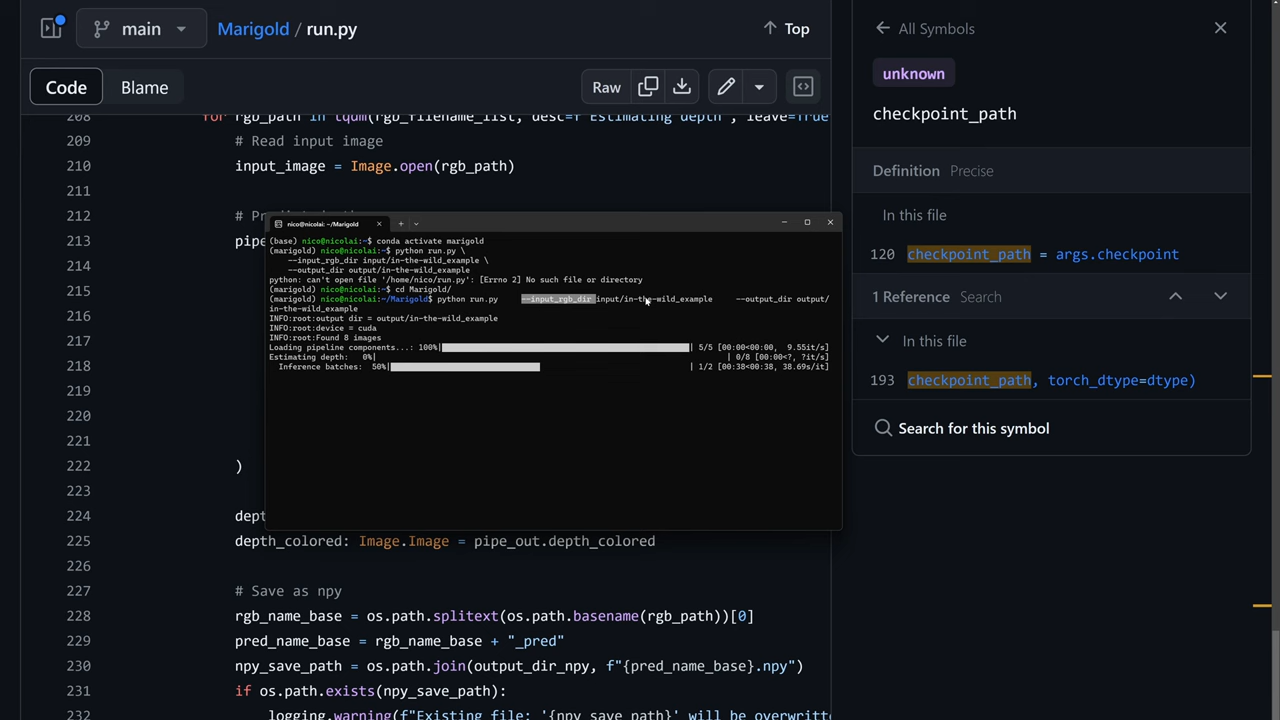 main
Marigold / run.py
Top
Code
Blame
Raw
208 for rgb_path in tqdm(rgb_filename_list, desc=f"Estimating depth", leave=True
209 # Read input image
210 input_image = Image.open(rgb_path)
211
212
213 pipe
214
215
216
217
218
219
220
221
222 )
223
224 dept
225 depth_colored: Image.Image = pipe_out.depth_colored
226
227 # Save as npy
228 rgb_name_base = os.path.splitext(os.path.basename(rgb_path))[0]
229 pred_name_base = rgb_name_base + "_pred"
230 npy_save_path = os.path.join(output_dir_npy, f"{pred_name_base}.npy")
231 if os.path.exists(npy_save_path):
232 logging.warning(f"Existing file: '{npy_save_path}' will be overwritte
nico@nicolai: ~/Marigold
(base) nico@nicolai:~$ conda activate marigold
(marigold) nico@nicolai:~$ python run.py \
--input_rgb_dir input/in-the-wild_example \
--output_dir output/in-the-wild_example
python: can't open file '/home/nico/run.py': [Errno 2] No such file or directory
(marigold) nico@nicolai:~$ cd Marigold/
(marigold) nico@nicolai:~/Marigold$ python run.py --input_rgb_dir input/in-the-wild_example --output_dir output/
in-the-wild_example
INFO:root:output dir = output/in-the-wild_example
INFO:root:device = cuda
INFO:root:Found 8 images
Loading pipeline components...: 100%| | 5/5 [00:00<00:00, 9.55it/s]
Estimating depth: 0%| | 0/8 [00:00<?, ?it/s]
Inference batches: 50%| | 1/2 [00:38<00:38, 38.69s/it]
All Symbols
unknown
checkpoint_path
Definition Precise
In this file
120 checkpoint_path = args.checkpoint
1 Reference Search
In this file
193 checkpoint_path, torch_dtype=dtype)
Search for this symbol